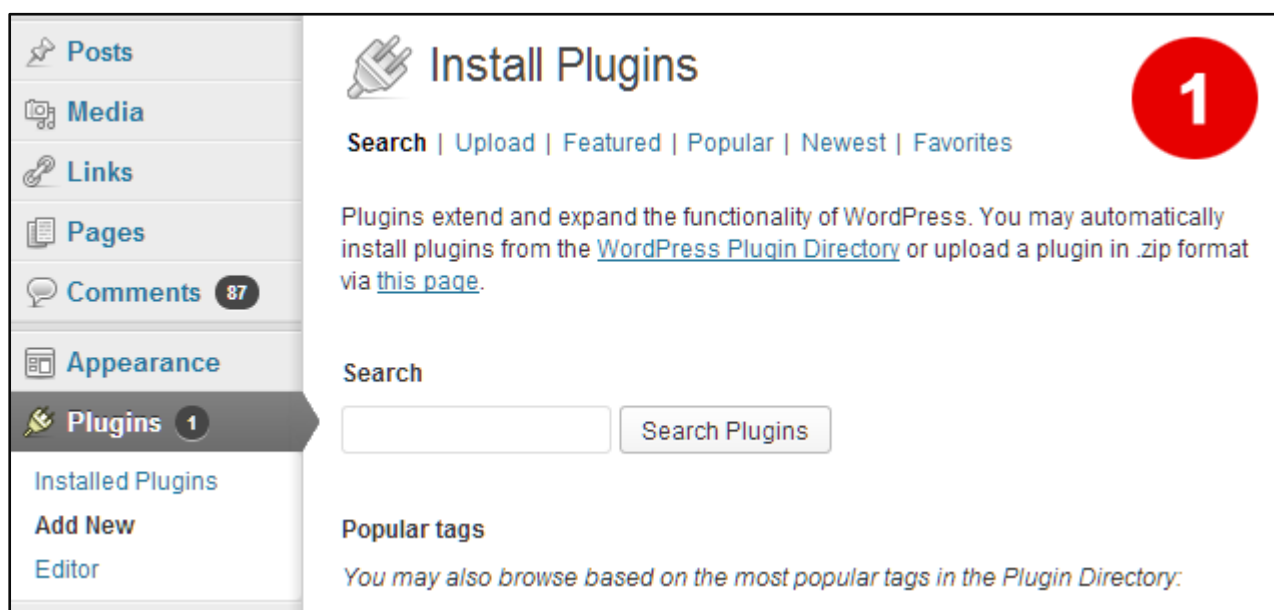 Posts
Media
Links
Pages
Comments 87
Appearance
Plugins 1
Installed Plugins
Add New
Editor
Install Plugins
1
Search | Upload | Featured | Popular | Newest | Favorites
Plugins extend and expand the functionality of WordPress. You may automatically
install plugins from the WordPress Plugin Directory or upload a plugin in .zip format
via this page.
Search
Search Plugins
Popular tags
You may also browse based on the most popular tags in the Plugin Directory: